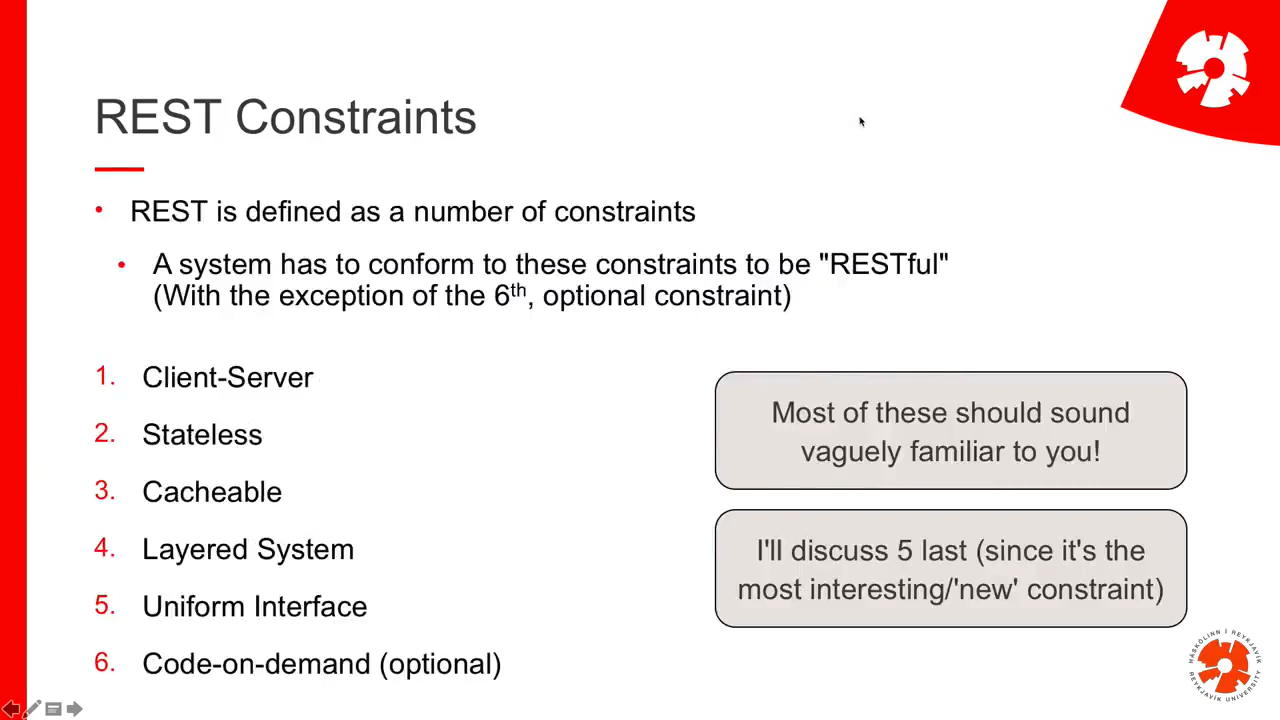 REST Constraints
• REST is defined as a number of constraints
• A system has to conform to these constraints to be "RESTful"
(With the exception of the 6th, optional constraint)
1. Client-Server
2. Stateless
3. Cacheable
4. Layered System
5. Uniform Interface
6. Code-on-demand (optional)
Most of these should sound
vaguely familiar to you!
I'll discuss 5 last (since it's the
most interesting/'new' constraint)
HÁSKÓLINN Í REYKJAVÍK
REYKJAVÍK UNIVERSITY